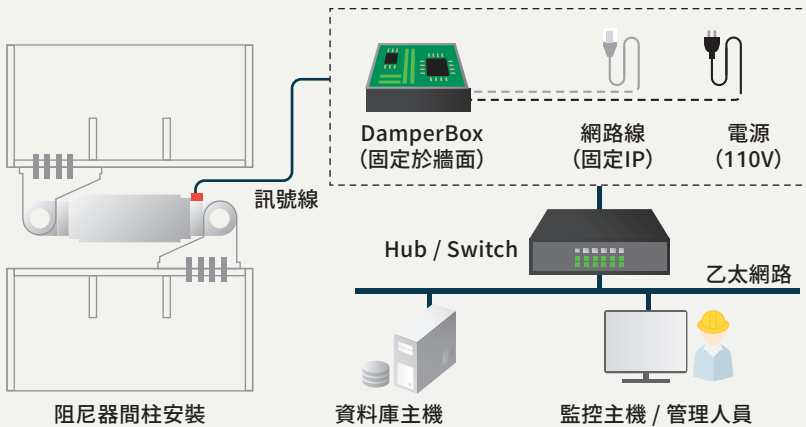 DamperBox
（固定於牆面）
網路線
（固定IP）
電源
（110V）
訊號線
Hub / Switch
乙太網路
阻尼器間柱安裝
資料庫主機
監控主機 / 管理人員